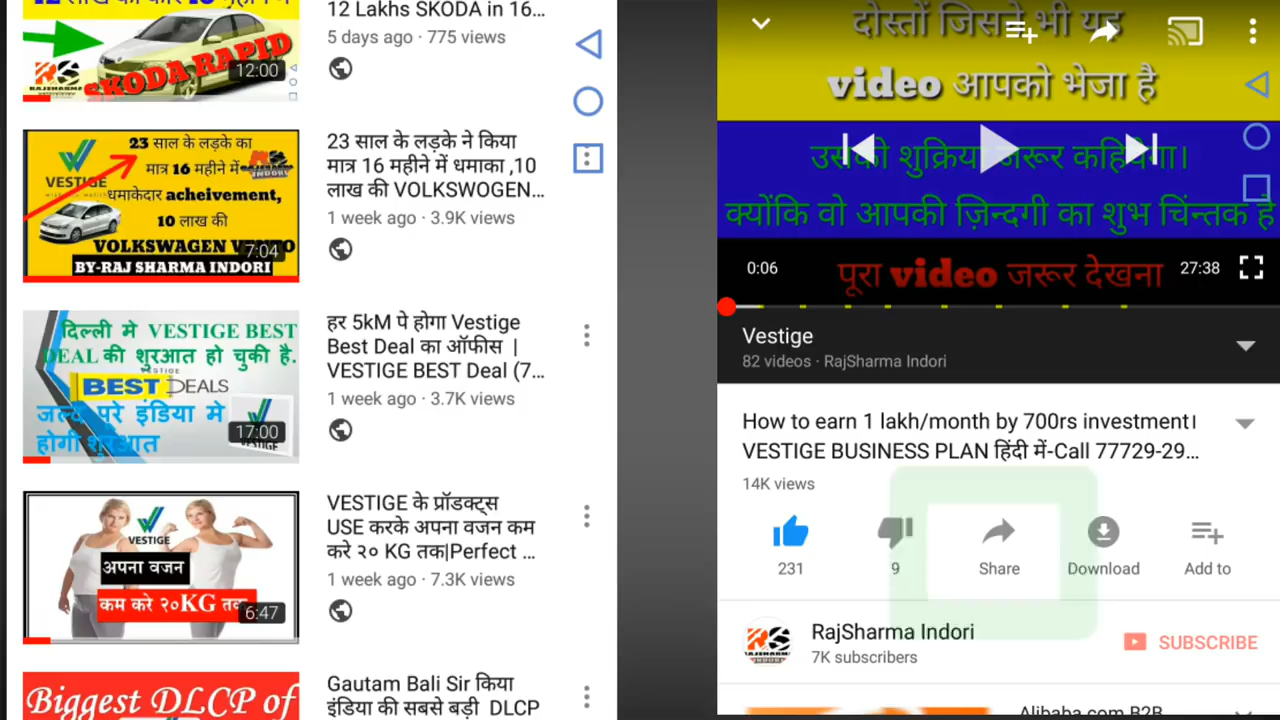 12 Lakhs SKODA in 16...
5 days ago · 775 views
SKODA RAPID
12:00
23 साल के लड़के का
मात्र 16 महीने में
VESTIGE
धमाकेदार acheivement,
10 लाख की
VOLKSWAGEN
7:04
BY-RAJ SHARMA INDORI
23 साल के लड़के ने किया
मात्र 16 महीने में धमाका ,10
लाख की VOLKSWOGEN...
1 week ago · 3.9K views
दिल्ली मे VESTIGE BEST
DEAL की शुरआत हो चुकी है.
BEST DEALS
जल्द पुरे इंडिया मे
होगी शुरुआत
17:00
हर 5kM पे होगा Vestige
Best Deal का ऑफीस |
VESTIGE BEST Deal (7...
1 week ago · 3.7K views
VESTIGE
अपना वजन
कम करे २०KG तक
6:47
VESTIGE के प्रॉडक्ट्स
USE करके अपना वजन कम
करे २० KG तक|Perfect ...
1 week ago · 7.3K views
Biggest DLCP of
Gautam Bali Sir किया
इंडिया की सबसे बड़ी DLCP
दोस्तों जिसने भी यह
video आपको भेजा है
उसको शुक्रिया जरूर कहियेगा।
क्योंकि वो आपकी ज़िन्दगी का शुभ चिंन्तक है
पूरा video जरूर देखना
0:06
27:38
Vestige
82 videos · RajSharma Indori
How to earn 1 lakh/month by 700rs investment।
VESTIGE BUSINESS PLAN हिंदी में-Call 77729-29...
14K views
231
9
Share
Download
Add to
RajSharma Indori
7K subscribers
SUBSCRIBE
Alibaba.com B2B